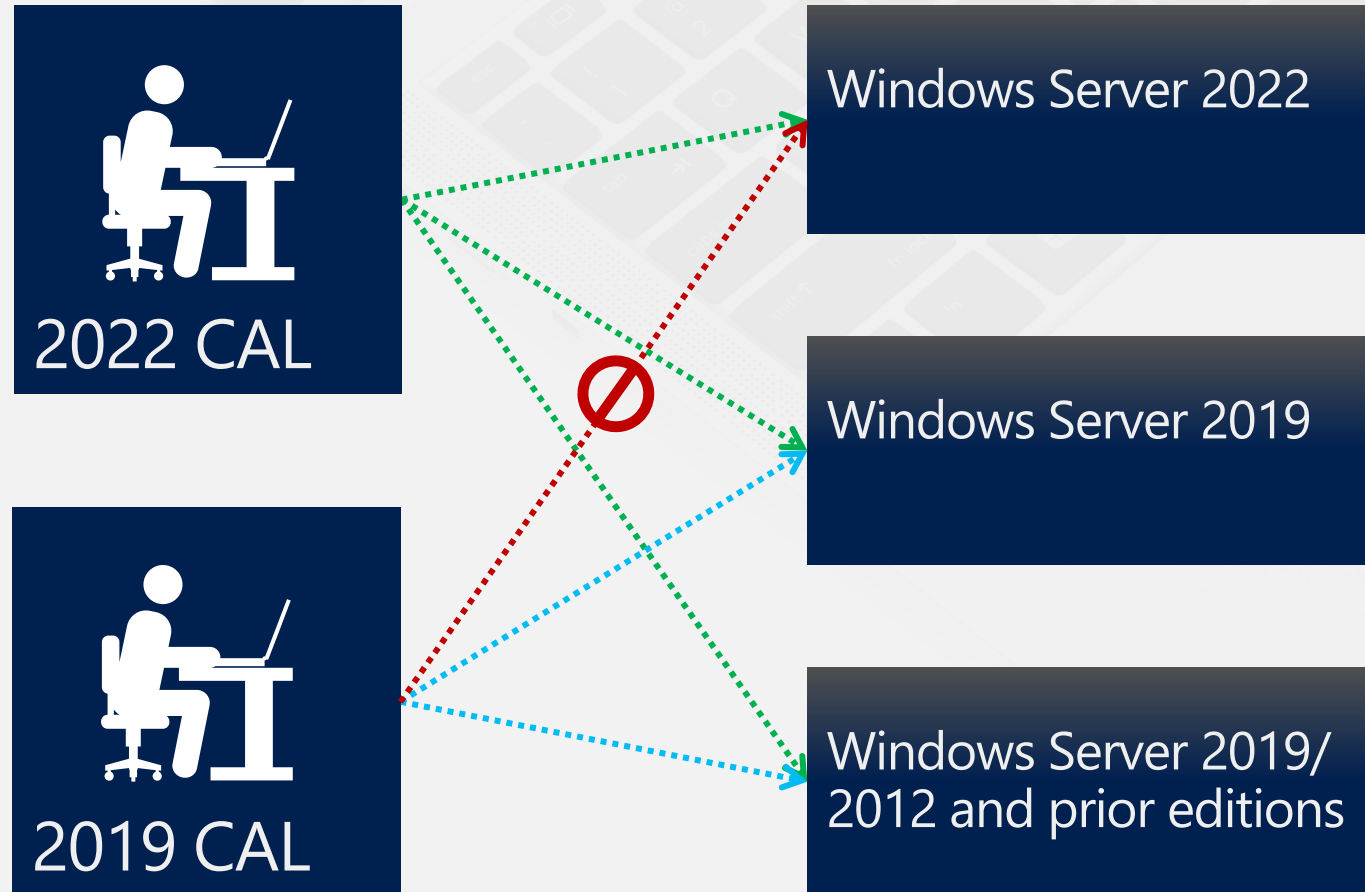 2022 CAL
2019 CAL
Windows Server 2022
Windows Server 2019
Windows Server 2019/
2012 and prior editions